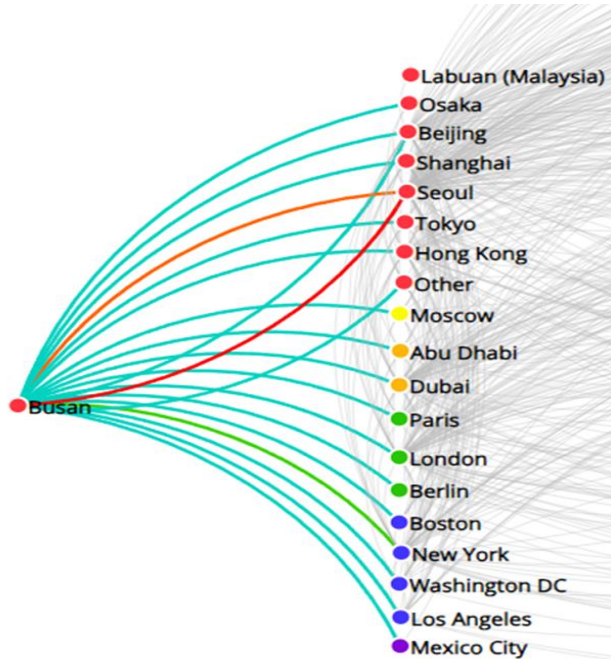 Labuan (Malaysia)
Osaka
Beijing
Shanghai
Seoul
Tokyo
Hong Kong
Other
Moscow
Abu Dhabi
Dubai
Busan
Paris
London
Berlin
Boston
New York
Washington DC
Los Angeles
Mexico City